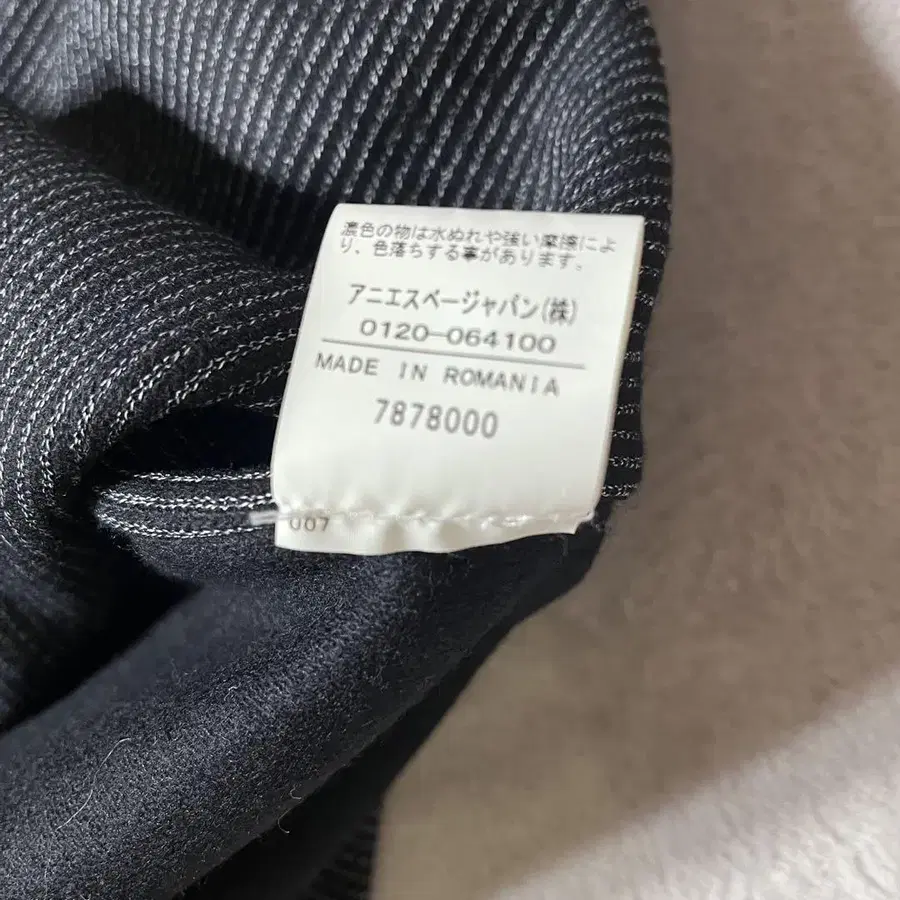 濃色の物は水ぬれや強い摩擦によ
り、色落ちする事があります。
アニエスベージャパン(株)
0120-064100
MADE IN ROMANIA
7878000
007